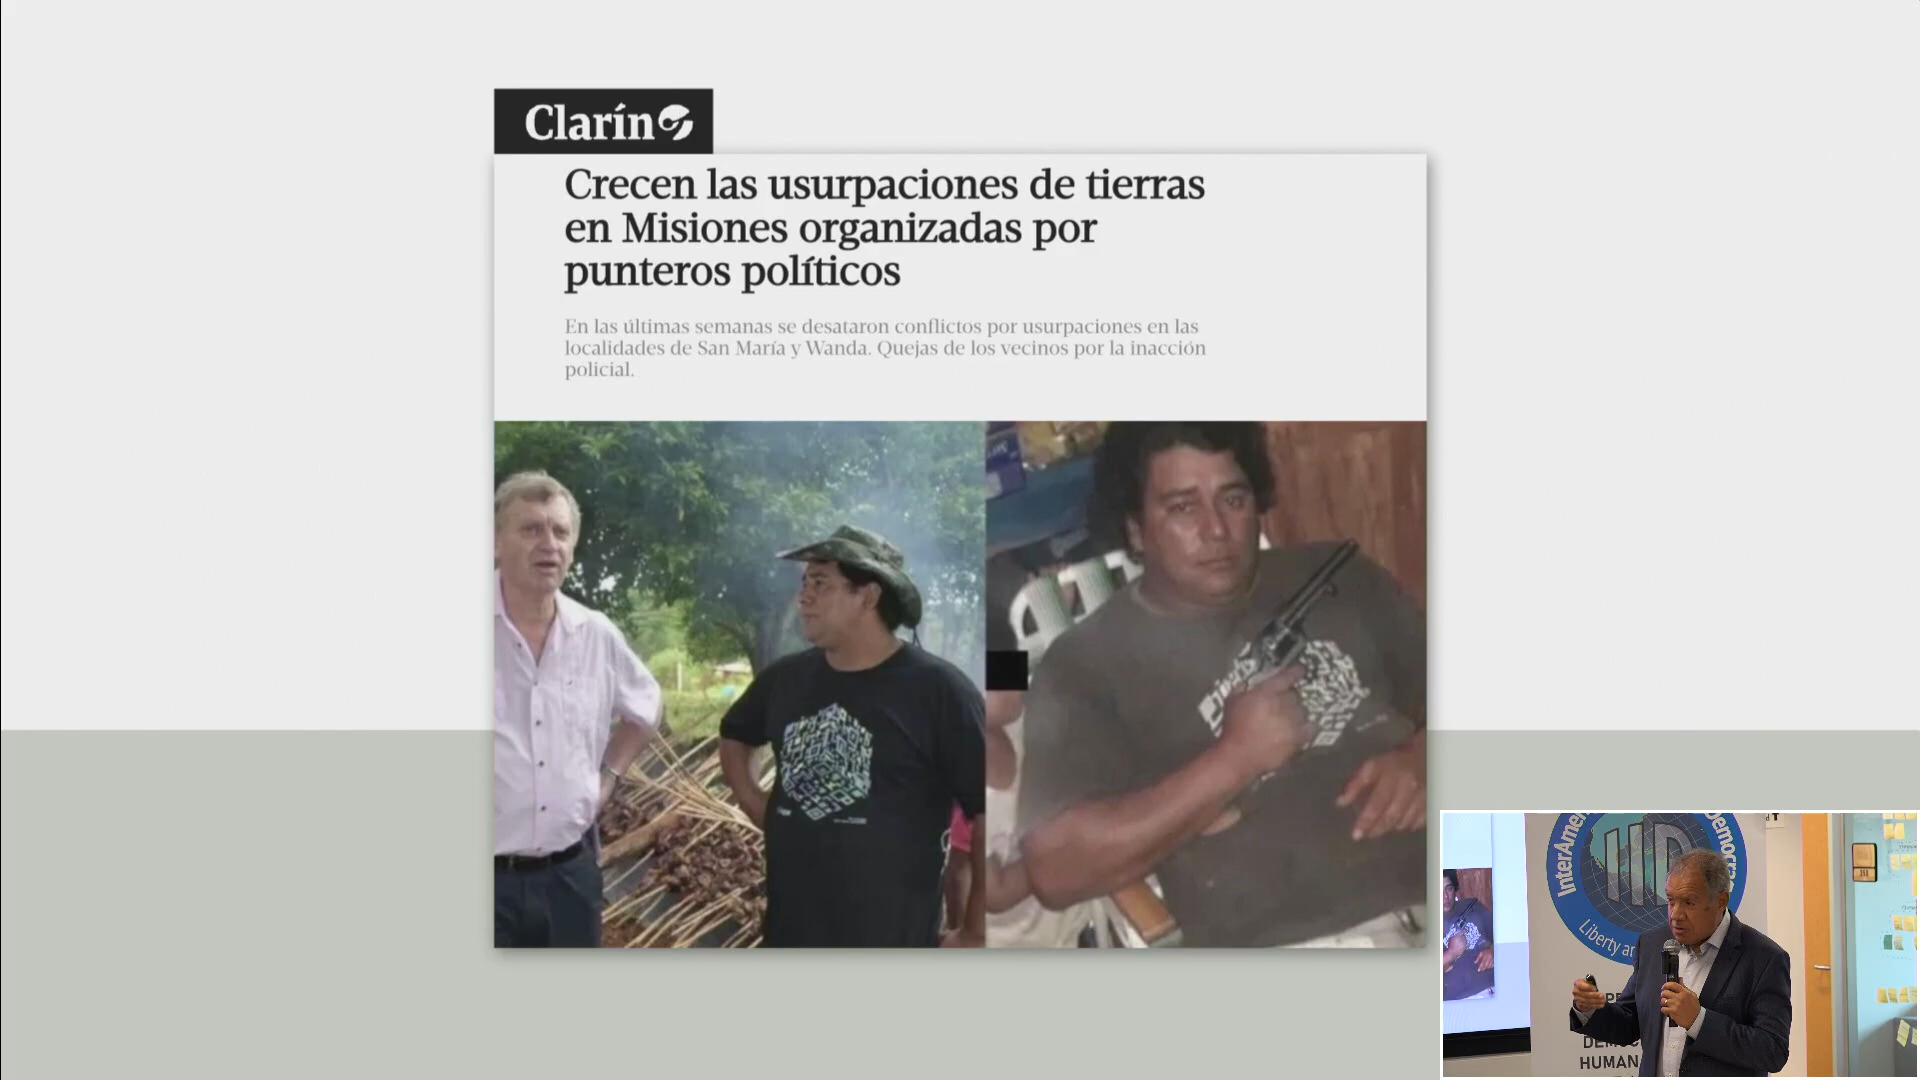 Clarín
Crecen las usurpaciones de tierras
en Misiones organizadas por
punteros políticos
En las últimas semanas se desataron conflictos por usurpaciones en las
localidades de San María y Wanda. Quejas de los vecinos por la inacción
policial.
Liberty
HUMAN